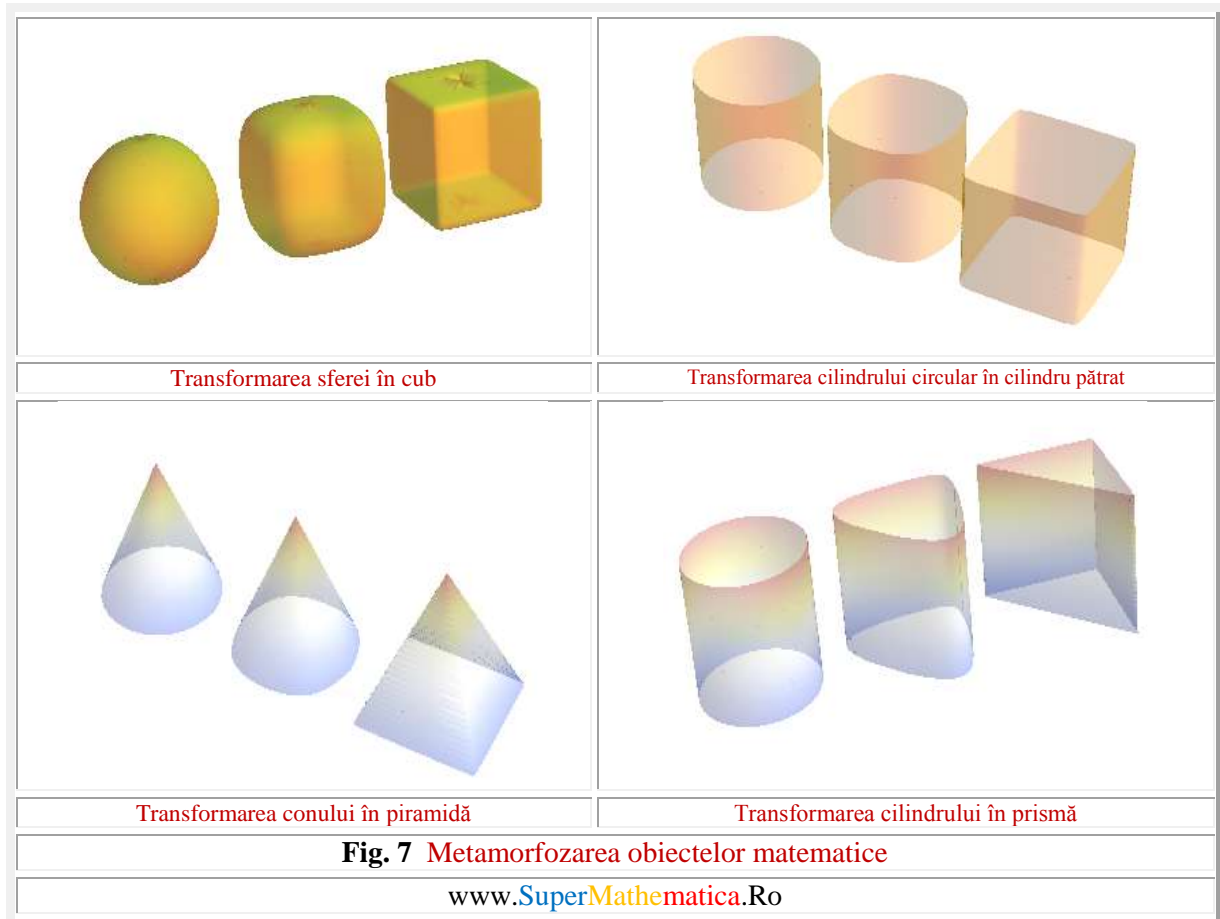 Transformarea sferei în cub
Transformarea cilindrului circular în cilindru pătrat
Transformarea conului în piramidă
Transformarea cilindrului în prismă
Fig. 7 Metamorfozarea obiectelor matematice
www.SuperMathematica.Ro